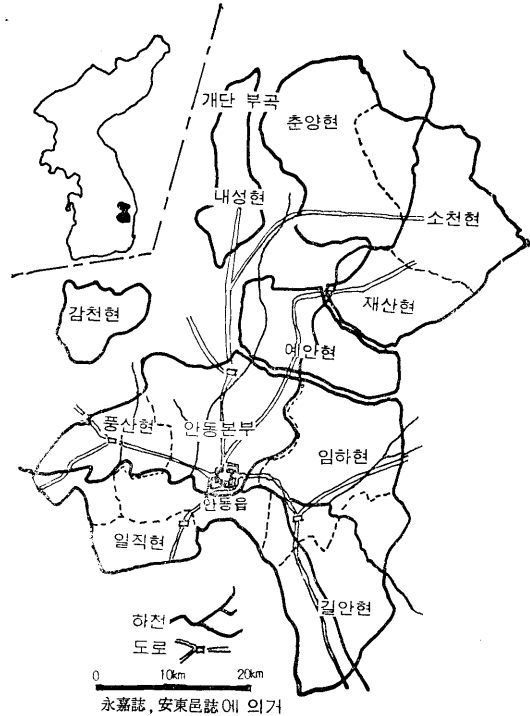 개단 부곡
춘양현
내성현
소천현
감천현
재산현
예안현
풍산현
안동본부
임하현
안동읍
일직현
길안현
하천
도로
0 10km 20km
永嘉誌, 安東邑誌에 의거